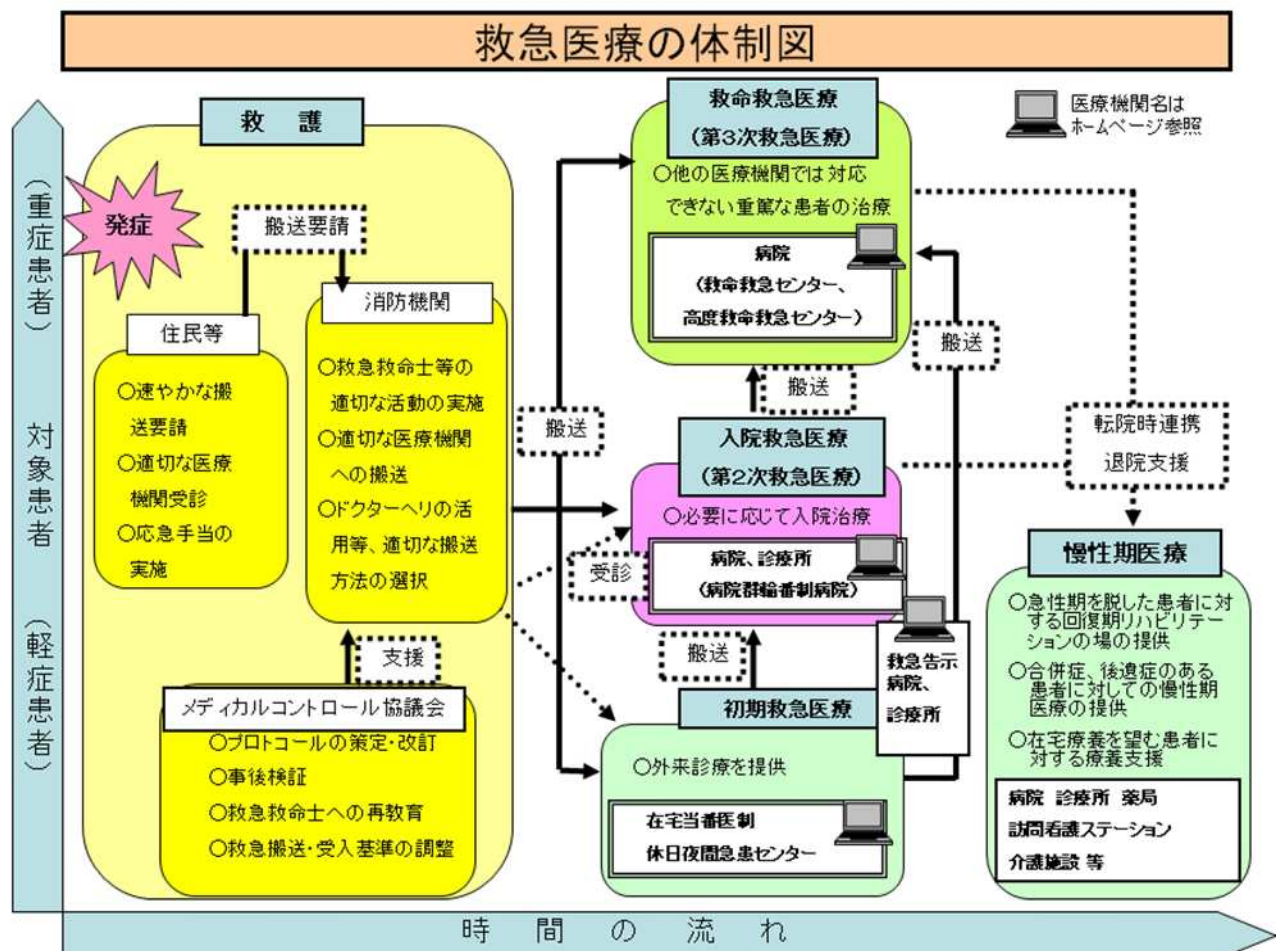 救急医療の体制図
医療機関名は
ホームページ参照
(重症患者)
対象患者
(軽症患者)
救 護
発症
搬送要請
住民等
○速やかな搬
送要請
○適切な医療
機関受診
○応急手当の
実施
消防機関
○救急救命士等の
適切な活動の実施
○適切な医療機関
への搬送
○ドクターヘリの活
用等、適切な搬送
方法の選択
支援
メディカルコントロール協議会
○プロトコールの策定・改訂
○事後検証
○救急救命士への再教育
○救急搬送・受入基準の調整
搬送
受診
救命救急医療
(第3次救急医療)
○他の医療機関では対応
できない重篤な患者の治療
病院
(救命救急センター、
高度救命救急センター)
搬送
入院救急医療
(第2次救急医療)
○必要に応じて入院治療
病院、診療所
(病院群輪番制病院)
搬送
初期救急医療
○外来診療を提供
在宅当番医制
休日夜間急患センター
救急告示
病院、
診療所
搬送
転院時連携
退院支援
慢性期医療
○急性期を脱した患者に対
する回復期リハビリテー
ションの場の提供
○合併症、後遺症のある
患者に対しての慢性期
医療の提供
○在宅療養を望む患者に
対する療養支援
病院 診療所 薬局
訪問看護ステーション
介護施設 等
時間の流れ